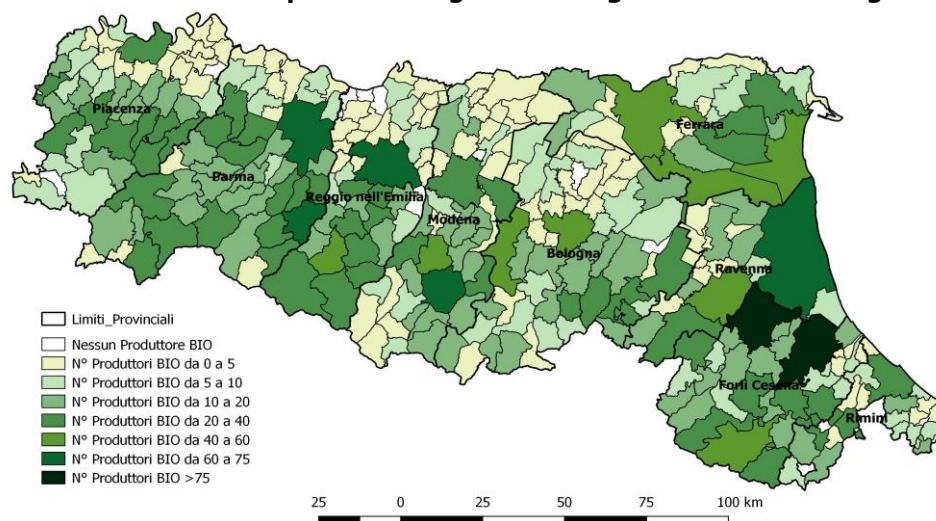 Piacenza
Parma
Reggio nell'Emilia
Modena
Bologna
Ferrara
Ravenna
Forlì Cesena
Rimini
Limiti_Provinciali
Nessun Produttore BIO
N° Produttori BIO da 0 a 5
N° Produttori BIO da 5 a 10
N° Produttori BIO da 10 a 20
N° Produttori BIO da 20 a 40
N° Produttori BIO da 40 a 60
N° Produttori BIO da 60 a 75
N° Produttori BIO >75
25 0 25 50 75 100 km